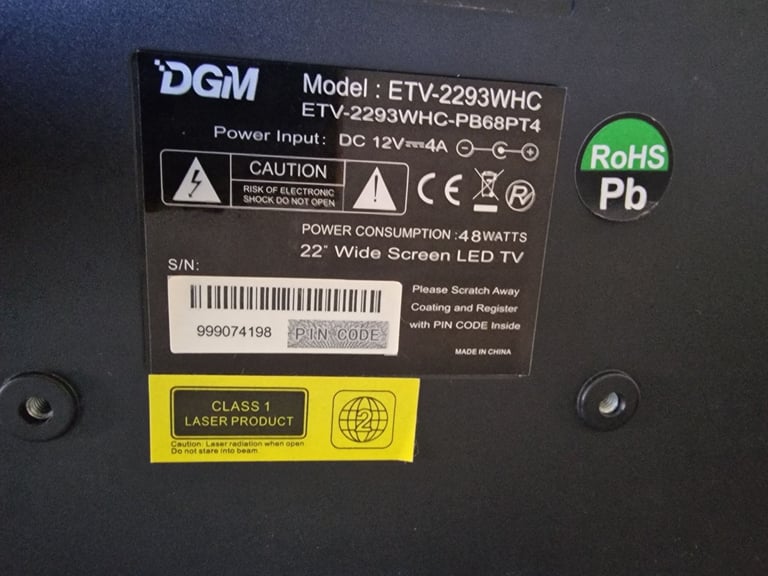 DGM
Model : ETV-2293WHC
ETV-2293WHC-PB68PT4
Power Input: DC 12V⎓4A
CAUTION
RISK OF ELECTRONIC
SHOCK DO NOT OPEN
CE
POWER CONSUMPTION :48WATTS
22" Wide Screen LED TV
S/N:
999074198
PIN CODE
Please Scratch Away
Coating and Register
with PIN CODE Inside
MADE IN CHINA
RoHS
Pb
CLASS 1
LASER PRODUCT
Caution: Laser radiation when open
Do not stare into beam
2